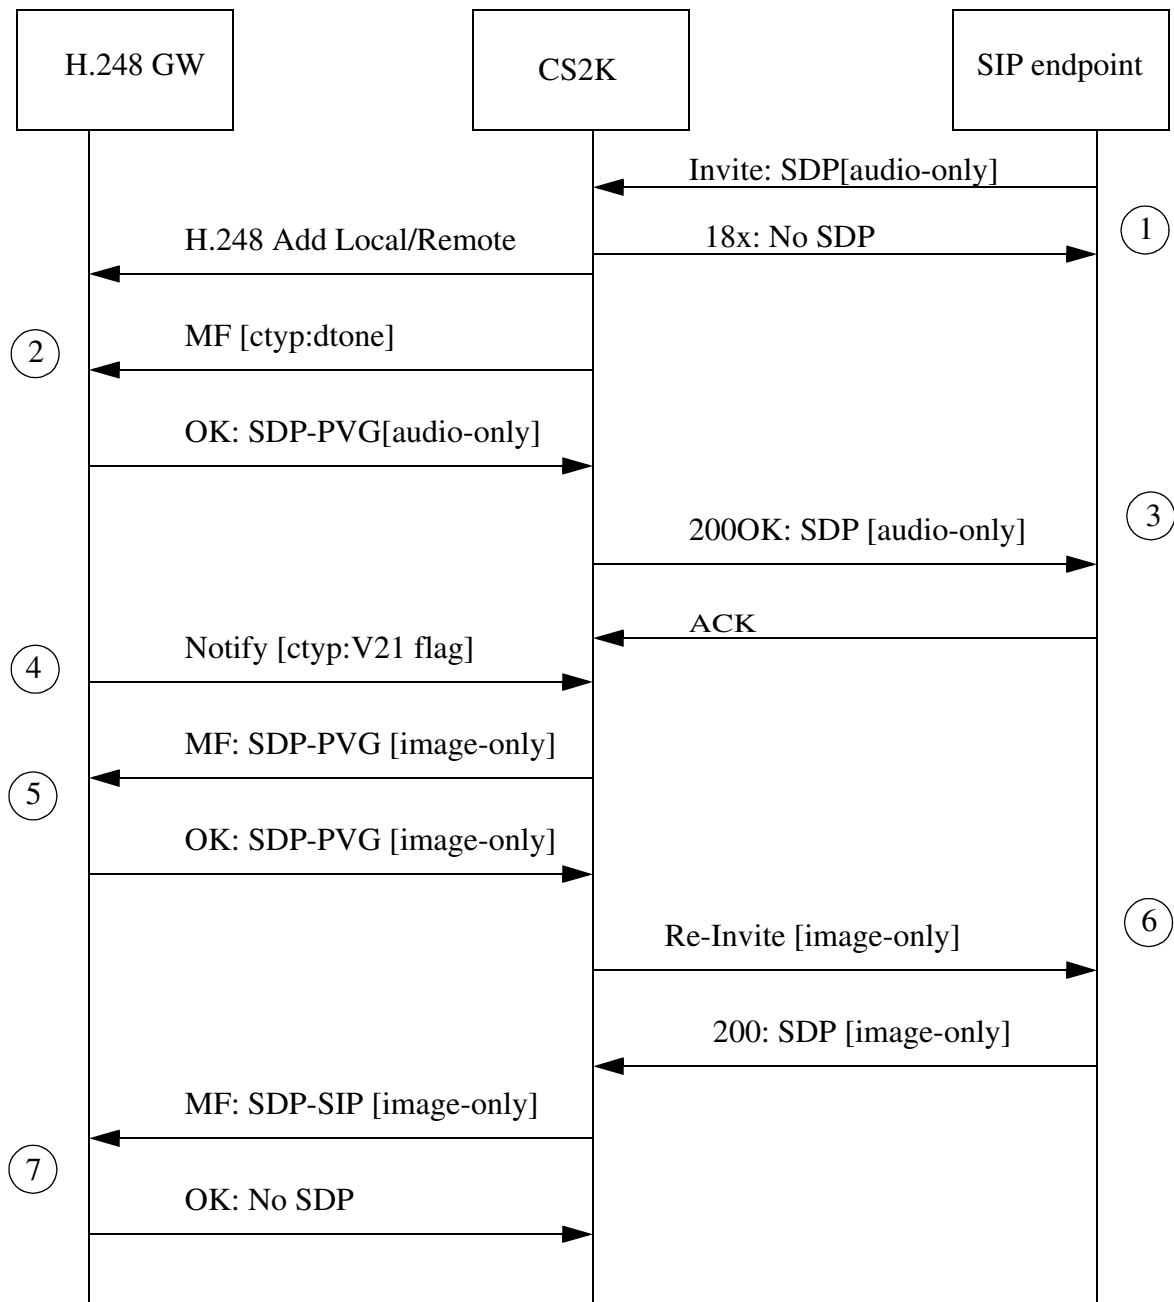 H.248 GW
CS2K
SIP endpoint
Invite: SDP[audio-only]
1
18x: No SDP
H.248 Add Local/Remote
2
MF [ctyp:dtone]
OK: SDP-PVG[audio-only]
3
200OK: SDP [audio-only]
ACK
4
Notify [ctyp:V21 flag]
MF: SDP-PVG [image-only]
5
OK: SDP-PVG [image-only]
6
Re-Invite [image-only]
200: SDP [image-only]
MF: SDP-SIP [image-only]
7
OK: No SDP